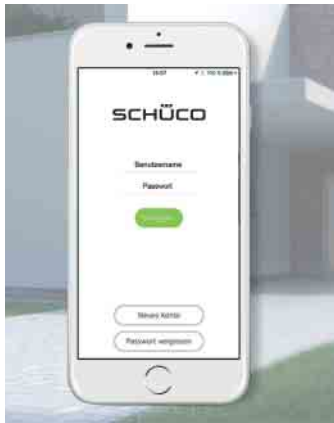 SCHÜCO
Benutzername
Passwort
Neues Konto
Passwort vergessen